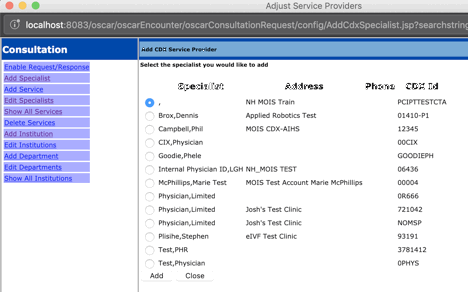 Adjust Service Providers
localhost:8083/oscar/oscarEncounter/oscarConsultationRequest/config/AddCdxSpecialist.jsp?searchstring
Consultation
Enable Request/Response
Add Specialist
Add Service
Edit Specialists
Show All Services
Delete Services
Add Institution
Edit Institutions
Add Department
Edit Departments
Show All Institutions
Add CDX Service Provider
Select the specialist you would like to add
Specialist Address Phone CDX Id
, NH MOIS Train PCIPTTESTCTA
Brox,Dennis Applied Robotics Test 01410-P1
Campbell,Phil MOIS CDX-AIHS 12345
CIX,Physician 00CIX
Goodie,Phele GOODIEPH
Internal Physician ID,LGH NH_MOIS TEST 06436
McPhillips,Marie Test MOIS Test Account Marie McPhillips 00004
Physician,Limited 0R666
Physician,Limited Josh's Test Clinic 721042
Physician,Limited Josh's Test Clinic NOMSP
Plisihe,Stephen eIVF Test Clinic 93191
Test,PHR 3781412
Test,Physician 0PHYS
Add Close